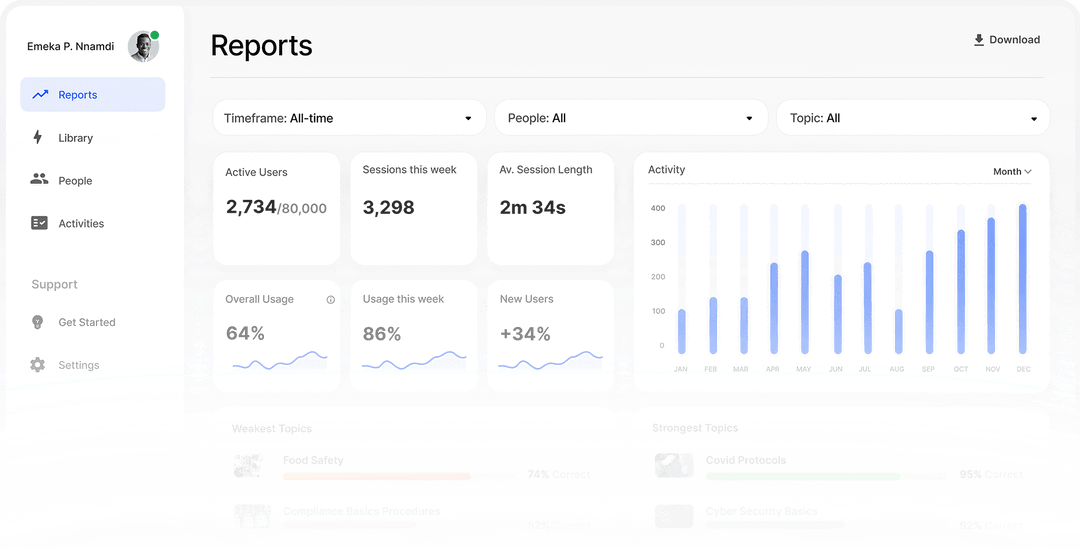 Emeka P. Nnamdi
Reports
Library
People
Activities
Support
Get Started
Settings
Reports
Download
Timeframe: All-time
People: All
Topic: All
Active Users
2,734/80,000
Sessions this week
3,298
Av. Session Length
2m 34s
Overall Usage
64%
Usage this week
86%
New Users
+34%
Activity
Month
400
300
200
100
0
JAN FEB MAR APR MAY JUN JUL AUG SEP OCT NOV DEC
Weakest Topics
Food Safety
74% Correct
Compliance Basics Procedures
Strongest Topics
Covid Protocols
95% Correct
Cyber Security Basics